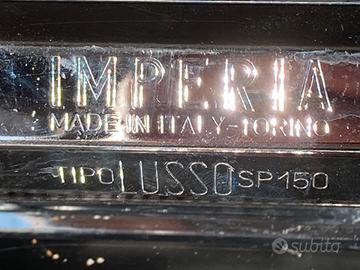 IMPERIA
MADE IN ITALY-TORINO
TIPO LUSSO SP150
subito